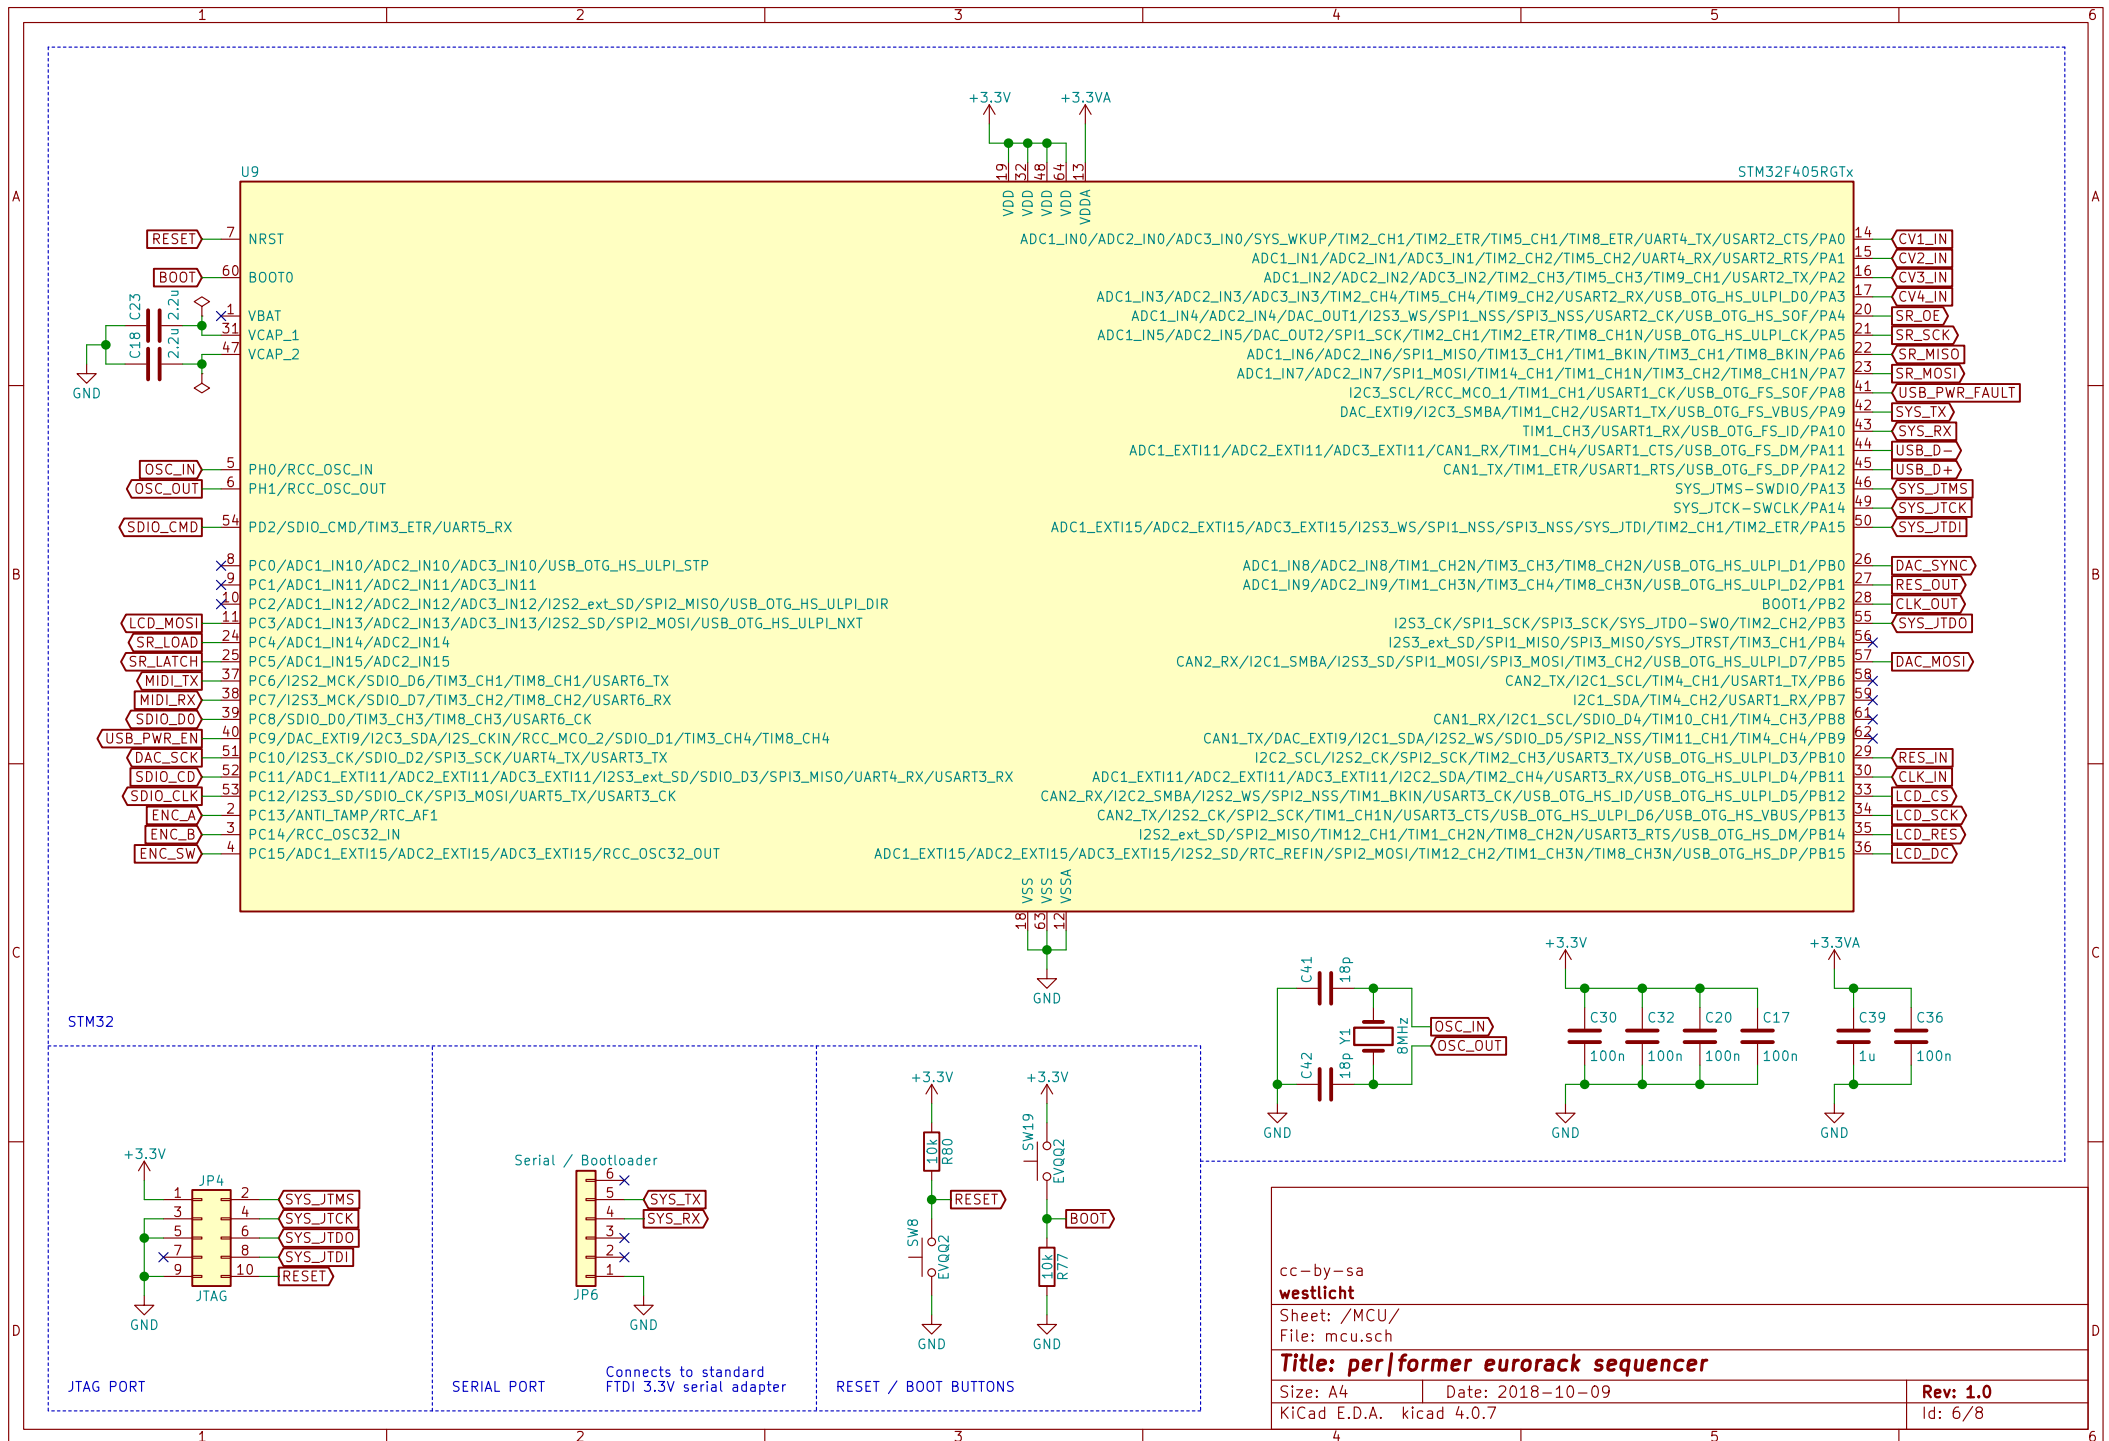 1 2 3 4 5 6
+3.3V +3.3VA
19 32 48 64 13
U9 STM32F405RGTx
VDD VDD VDD VDD VDDA
A A
RESET 7 NRST
BOOT 60 BOOT0
C23 2.2u
1 VBAT
31 VCAP_1
C18 2.2u
47 VCAP_2
GND
OSC_IN 5 PH0/RCC_OSC_IN
OSC_OUT 6 PH1/RCC_OSC_OUT
SDIO_CMD 54 PD2/SDIO_CMD/TIM3_ETR/UART5_RX
8 PC0/ADC1_IN10/ADC2_IN10/ADC3_IN10/USB_OTG_HS_ULPI_STP
9 PC1/ADC1_IN11/ADC2_IN11/ADC3_IN11
10 PC2/ADC1_IN12/ADC2_IN12/ADC3_IN12/I2S2_ext_SD/SPI2_MISO/USB_OTG_HS_ULPI_DIR
LCD_MOSI 11 PC3/ADC1_IN13/ADC2_IN13/ADC3_IN13/I2S2_SD/SPI2_MOSI/USB_OTG_HS_ULPI_NXT
SR_LOAD 24 PC4/ADC1_IN14/ADC2_IN14
SR_LATCH 25 PC5/ADC1_IN15/ADC2_IN15
MIDI_TX 37 PC6/I2S2_MCK/SDIO_D6/TIM3_CH1/TIM8_CH1/USART6_TX
MIDI_RX 38 PC7/I2S3_MCK/SDIO_D7/TIM3_CH2/TIM8_CH2/USART6_RX
SDIO_D0 39 PC8/SDIO_D0/TIM3_CH3/TIM8_CH3/USART6_CK
USB_PWR_EN 40 PC9/DAC_EXTI9/I2C3_SDA/I2S_CKIN/RCC_MCO_2/SDIO_D1/TIM3_CH4/TIM8_CH4
DAC_SCK 51 PC10/I2S3_CK/SDIO_D2/SPI3_SCK/UART4_TX/USART3_TX
SDIO_CD 52 PC11/ADC1_EXTI11/ADC2_EXTI11/ADC3_EXTI11/I2S3_ext_SD/SDIO_D3/SPI3_MISO/UART4_RX/USART3_RX
SDIO_CLK 53 PC12/I2S3_SD/SDIO_CK/SPI3_MOSI/UART5_TX/USART3_CK
ENC_A 2 PC13/ANTI_TAMP/RTC_AF1
ENC_B 3 PC14/RCC_OSC32_IN
ENC_SW 4 PC15/ADC1_EXTI15/ADC2_EXTI15/ADC3_EXTI15/RCC_OSC32_OUT
ADC1_IN0/ADC2_IN0/ADC3_IN0/SYS_WKUP/TIM2_CH1/TIM2_ETR/TIM5_CH1/TIM8_ETR/UART4_TX/USART2_CTS/PA0 14 CV1_IN
ADC1_IN1/ADC2_IN1/ADC3_IN1/TIM2_CH2/TIM5_CH2/UART4_RX/USART2_RTS/PA1 15 CV2_IN
ADC1_IN2/ADC2_IN2/ADC3_IN2/TIM2_CH3/TIM5_CH3/TIM9_CH1/USART2_TX/PA2 16 CV3_IN
ADC1_IN3/ADC2_IN3/ADC3_IN3/TIM2_CH4/TIM5_CH4/TIM9_CH2/USART2_RX/USB_OTG_HS_ULPI_D0/PA3 17 CV4_IN
ADC1_IN4/ADC2_IN4/DAC_OUT1/I2S3_WS/SPI1_NSS/SPI3_NSS/USART2_CK/USB_OTG_HS_SOF/PA4 20 SR_OE
ADC1_IN5/ADC2_IN5/DAC_OUT2/SPI1_SCK/TIM2_CH1/TIM2_ETR/TIM8_CH1N/USB_OTG_HS_ULPI_CK/PA5 21 SR_SCK
ADC1_IN6/ADC2_IN6/SPI1_MISO/TIM13_CH1/TIM1_BKIN/TIM3_CH1/TIM8_BKIN/PA6 22 SR_MISO
ADC1_IN7/ADC2_IN7/SPI1_MOSI/TIM14_CH1/TIM1_CH1N/TIM3_CH2/TIM8_CH1N/PA7 23 SR_MOSI
I2C3_SCL/RCC_MCO_1/TIM1_CH1/USART1_CK/USB_OTG_FS_SOF/PA8 41 USB_PWR_FAULT
DAC_EXTI9/I2C3_SMBA/TIM1_CH2/USART1_TX/USB_OTG_FS_VBUS/PA9 42 SYS_TX
TIM1_CH3/USART1_RX/USB_OTG_FS_ID/PA10 43 SYS_RX
ADC1_EXTI11/ADC2_EXTI11/ADC3_EXTI11/CAN1_RX/TIM1_CH4/USART1_CTS/USB_OTG_FS_DM/PA11 44 USB_D-
CAN1_TX/TIM1_ETR/USART1_RTS/USB_OTG_FS_DP/PA12 45 USB_D+
SYS_JTMS-SWDIO/PA13 46 SYS_JTMS
SYS_JTCK-SWCLK/PA14 49 SYS_JTCK
ADC1_EXTI15/ADC2_EXTI15/ADC3_EXTI15/I2S3_WS/SPI1_NSS/SPI3_NSS/SYS_JTDI/TIM2_CH1/TIM2_ETR/PA15 50 SYS_JTDI
B B
ADC1_IN8/ADC2_IN8/TIM1_CH2N/TIM3_CH3/TIM8_CH2N/USB_OTG_HS_ULPI_D1/PB0 26 DAC_SYNC
ADC1_IN9/ADC2_IN9/TIM1_CH3N/TIM3_CH4/TIM8_CH3N/USB_OTG_HS_ULPI_D2/PB1 27 RES_OUT
BOOT1/PB2 28 CLK_OUT
I2S3_CK/SPI1_SCK/SPI3_SCK/SYS_JTDO-SWO/TIM2_CH2/PB3 55 SYS_JTDO
I2S3_ext_SD/SPI1_MISO/SPI3_MISO/SYS_JTRST/TIM3_CH1/PB4 56
CAN2_RX/I2C1_SMBA/I2S3_SD/SPI1_MOSI/SPI3_MOSI/TIM3_CH2/USB_OTG_HS_ULPI_D7/PB5 57 DAC_MOSI
CAN2_TX/I2C1_SCL/TIM4_CH1/USART1_TX/PB6 58
I2C1_SDA/TIM4_CH2/USART1_RX/PB7 59
CAN1_RX/I2C1_SCL/SDIO_D4/TIM10_CH1/TIM4_CH3/PB8 61
CAN1_TX/DAC_EXTI9/I2C1_SDA/I2S2_WS/SDIO_D5/SPI2_NSS/TIM11_CH1/TIM4_CH4/PB9 62
I2C2_SCL/I2S2_CK/SPI2_SCK/TIM2_CH3/USART3_TX/USB_OTG_HS_ULPI_D3/PB10 29 RES_IN
ADC1_EXTI11/ADC2_EXTI11/ADC3_EXTI11/I2C2_SDA/TIM2_CH4/USART3_RX/USB_OTG_HS_ULPI_D4/PB11 30 CLK_IN
CAN2_RX/I2C2_SMBA/I2S2_WS/SPI2_NSS/TIM1_BKIN/USART3_CK/USB_OTG_HS_ID/USB_OTG_HS_ULPI_D5/PB12 33 LCD_CS
CAN2_TX/I2S2_CK/SPI2_SCK/TIM1_CH1N/USART3_CTS/USB_OTG_HS_ULPI_D6/USB_OTG_HS_VBUS/PB13 34 LCD_SCK
I2S2_ext_SD/SPI2_MISO/TIM12_CH1/TIM1_CH2N/TIM8_CH2N/USART3_RTS/USB_OTG_HS_DM/PB14 35 LCD_RES
ADC1_EXTI15/ADC2_EXTI15/ADC3_EXTI15/I2S2_SD/RTC_REFIN/SPI2_MOSI/TIM12_CH2/TIM1_CH3N/TIM8_CH3N/USB_OTG_HS_DP/PB15 36 LCD_DC
VSS VSS VSSA
18 63 12
GND
C C
STM32
C41 18p
Y1 8MHz
OSC_IN
OSC_OUT
C42 18p
GND
+3.3V
C30 C32 C20 C17
100n 100n 100n 100n
GND
+3.3VA
C39 C36
1u 100n
GND
+3.3V
JP4
1 2 SYS_JTMS
3 4 SYS_JTCK
5 6 SYS_JTDO
7 8 SYS_JTDI
9 10 RESET
JTAG
GND
JTAG PORT
Serial / Bootloader
6
5 SYS_TX
4 SYS_RX
3
2
1
JP6
GND
SERIAL PORT
Connects to standard
FTDI 3.3V serial adapter
+3.3V
10k R80
RESET
SW8 EVQQ2
GND
+3.3V
SW19 EVQQ2
BOOT
10k R77
GND
RESET / BOOT BUTTONS
D D
cc-by-sa
westlicht
Sheet: /MCU/
File: mcu.sch
Title: per|former eurorack sequencer
Size: A4 Date: 2018-10-09 Rev: 1.0
KiCad E.D.A. kicad 4.0.7 Id: 6/8
1 2 3 4 5 6